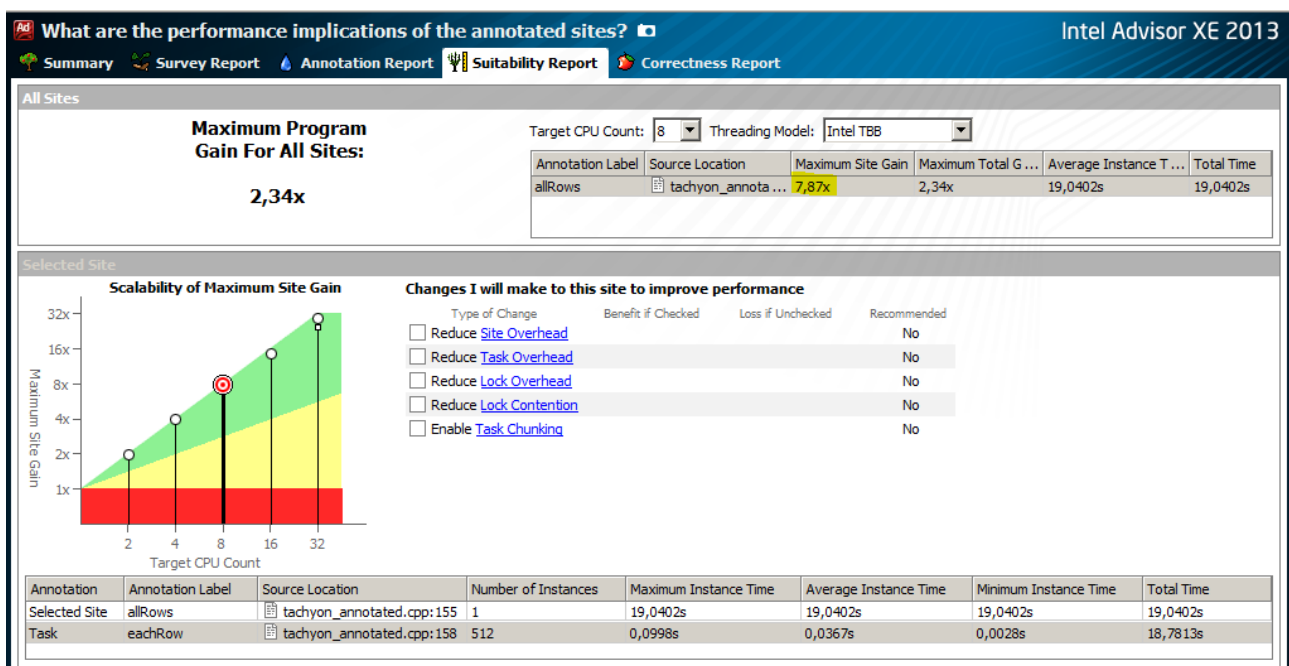 What are the performance implications of the annotated sites?
Intel Advisor XE 2013
Summary Survey Report Annotation Report Suitability Report Correctness Report
All Sites
Maximum Program
Gain For All Sites:
2,34x
Target CPU Count: 8 Threading Model: Intel TBB
Annotation Label Source Location Maximum Site Gain Maximum Total G ... Average Instance T ... Total Time
allRows tachyon_annota ... 7,87x 2,34x 19,0402s 19,0402s
Selected Site
Scalability of Maximum Site Gain
Maximum Site Gain
32x
16x
8x
4x
2x
1x
2 4 8 16 32
Target CPU Count
Changes I will make to this site to improve performance
Type of Change Benefit if Checked Loss if Unchecked Recommended
Reduce Site Overhead No
Reduce Task Overhead No
Reduce Lock Overhead No
Reduce Lock Contention No
Enable Task Chunking No
Annotation Annotation Label Source Location Number of Instances Maximum Instance Time Average Instance Time Minimum Instance Time Total Time
Selected Site allRows tachyon_annotated.cpp:155 1 19,0402s 19,0402s 19,0402s 19,0402s
Task eachRow tachyon_annotated.cpp:158 512 0,0998s 0,0367s 0,0028s 18,7813s